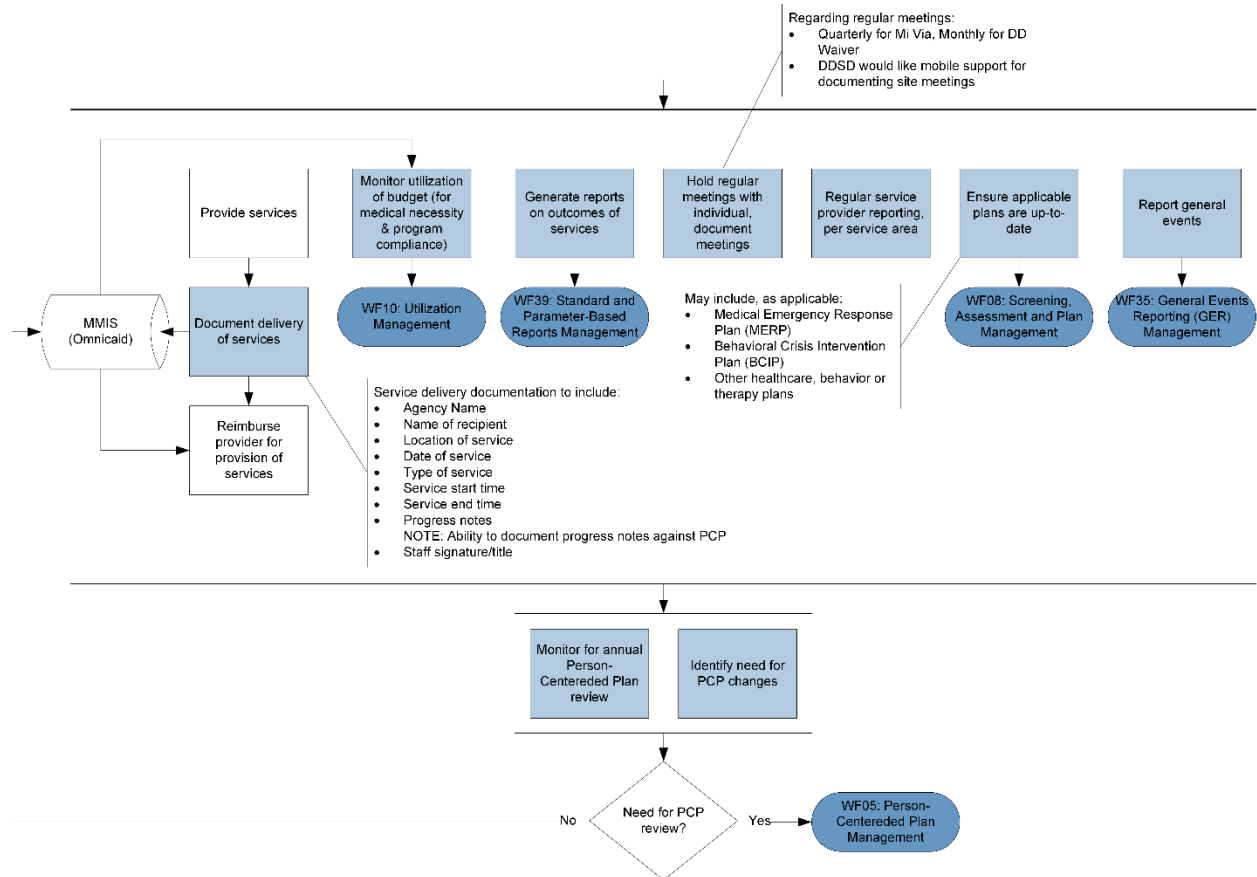 Regarding regular meetings:
• Quarterly for Mi Via, Monthly for DD
Waiver
• DDSD would like mobile support for
documenting site meetings
Provide services
Monitor utilization
of budget (for
medical necessity
& program
compliance)
Generate reports
on outcomes of
services
Hold regular
meetings with
individual,
document
meetings
Regular service
provider reporting,
per service area
Ensure applicable
plans are up-to-
date
Report general
events
MMIS
(Omnicaid)
Document delivery
of services
WF10: Utilization
Management
WF39: Standard and
Parameter-Based
Reports Management
May include, as applicable:
• Medical Emergency Response
Plan (MERP)
• Behavioral Crisis Intervention
Plan (BCIP)
• Other healthcare, behavior or
therapy plans
WF08: Screening,
Assessment and Plan
Management
WF35: General Events
Reporting (GER)
Management
Reimburse
provider for
provision of
services
Service delivery documentation to include:
• Agency Name
• Name of recipient
• Location of service
• Date of service
• Type of service
• Service start time
• Service end time
• Progress notes
NOTE: Ability to document progress notes against PCP
• Staff signature/title
Monitor for annual
Person-
Centereded Plan
review
Identify need for
PCP changes
Need for PCP
review?
No
Yes
WF05: Person-
Centereded Plan
Management